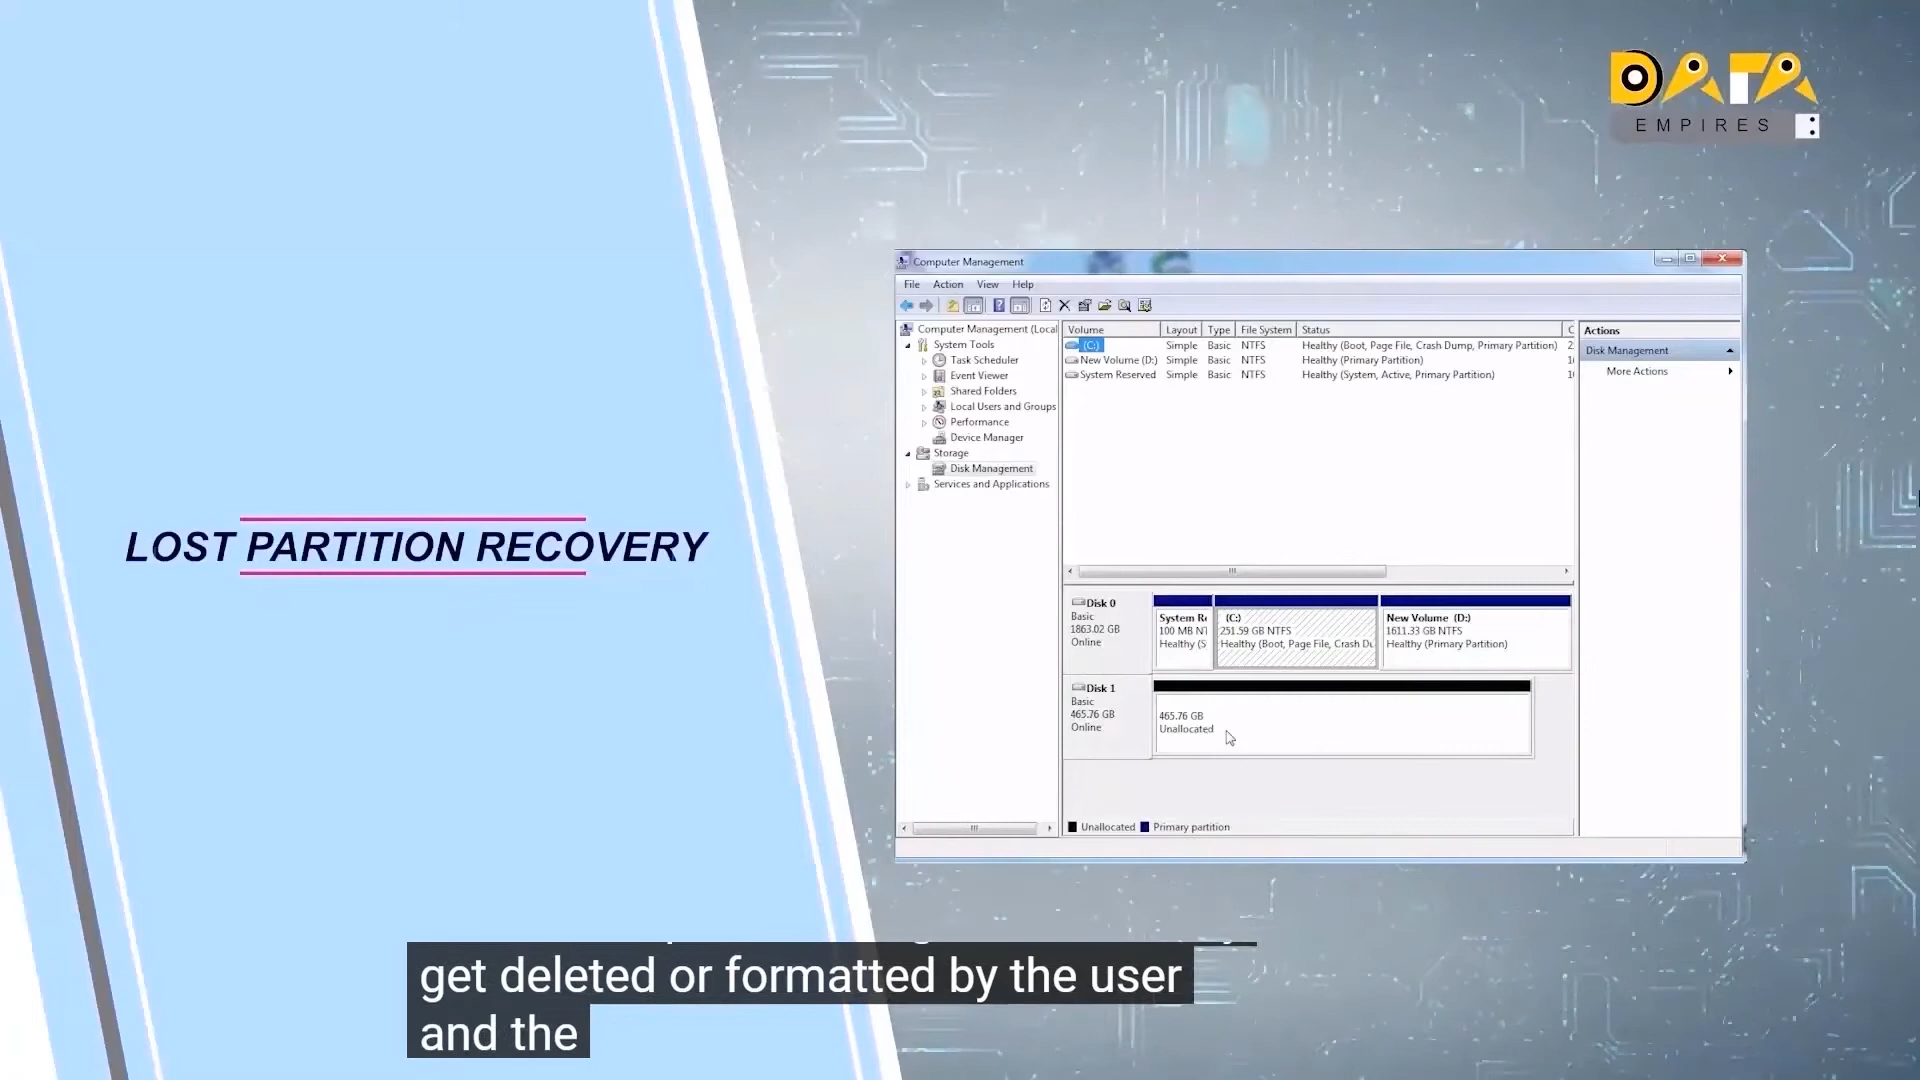 DATA
EMPIRES
LOST PARTITION RECOVERY
Computer Management
File Action View Help
Computer Management (Local
System Tools
Task Scheduler
Event Viewer
Shared Folders
Local Users and Groups
Performance
Device Manager
Storage
Disk Management
Services and Applications
Volume Layout Type File System Status C
(C:) Simple Basic NTFS Healthy (Boot, Page File, Crash Dump, Primary Partition) 2
New Volume (D:) Simple Basic NTFS Healthy (Primary Partition) 1
System Reserved Simple Basic NTFS Healthy (System, Active, Primary Partition) 1
Actions
Disk Management
More Actions
Disk 0
Basic
1863.02 GB
Online
System Re
100 MB NT
Healthy (S
(C:)
251.59 GB NTFS
Healthy (Boot, Page File, Crash Du
New Volume (D:)
1611.33 GB NTFS
Healthy (Primary Partition)
Disk 1
Basic
465.76 GB
Online
465.76 GB
Unallocated
Unallocated Primary partition
get deleted or formatted by the user
and the